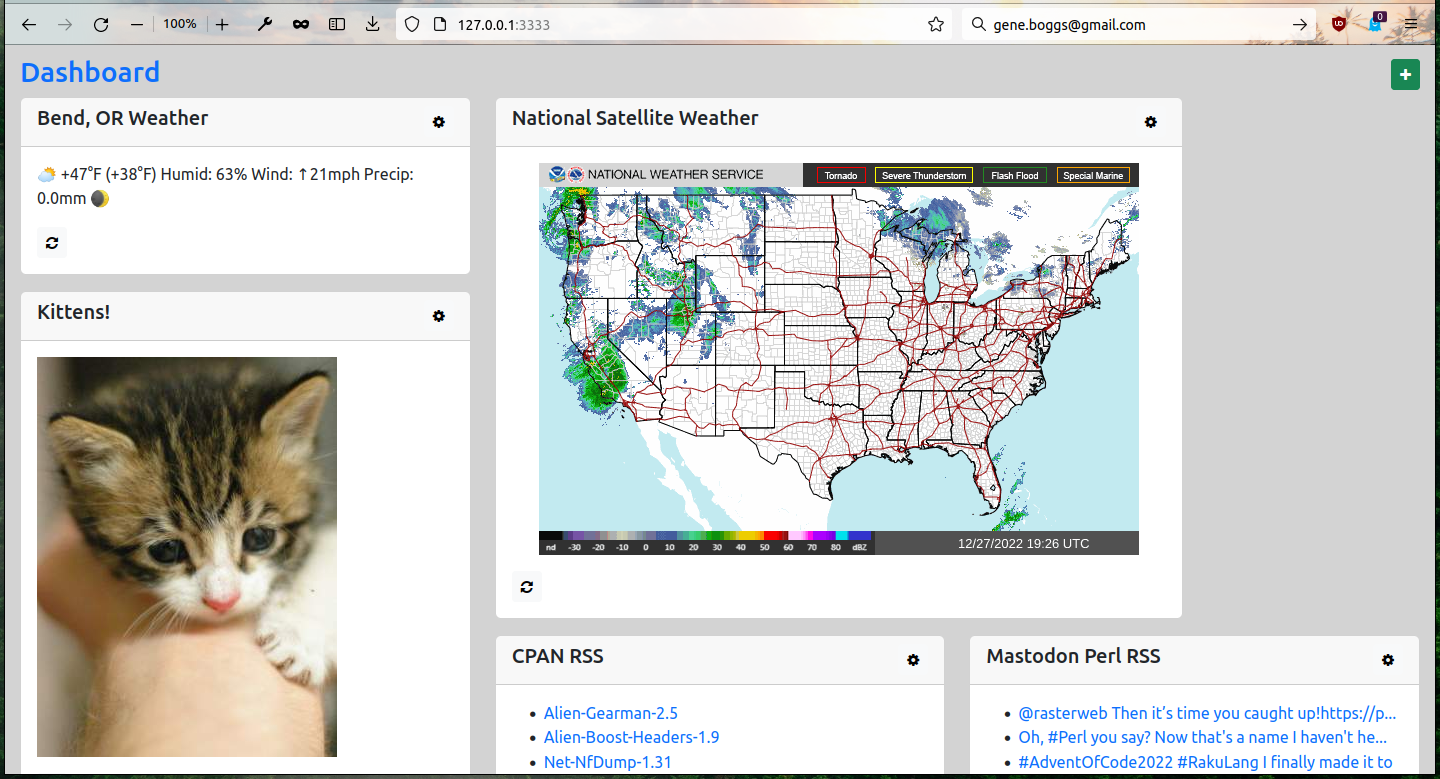 100%
127.0.0.1:3333
gene.boggs@gmail.com
0
Dashboard
Bend, OR Weather
+47°F (+38°F) Humid: 63% Wind: ↑21mph Precip:
0.0mm
Kittens!
National Satellite Weather
NATIONAL WEATHER SERVICE
Tornado
Severe Thunderstorm
Flash Flood
Special Marine
nd -30 -20 -10 0 10 20 30 40 50 60 70 80 dBZ
12/27/2022 19:26 UTC
CPAN RSS
Alien-Gearman-2.5
Alien-Boost-Headers-1.9
Net-NfDump-1.31
Mastodon Perl RSS
@rasterweb Then it’s time you caught up!https://p...
Oh, #Perl you say? Now that's a name I haven't he...
#AdventOfCode2022 #RakuLang I finally made it to